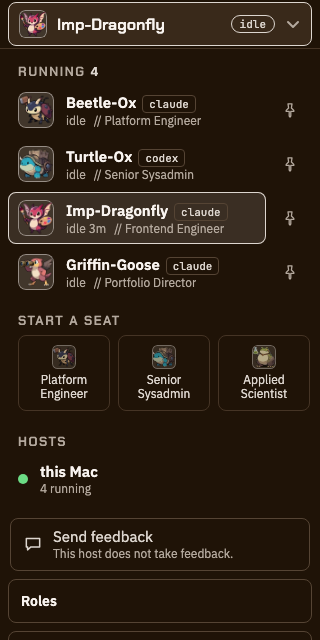 Imp-Dragonfly idle
RUNNING 4
Beetle-Ox claude
idle // Platform Engineer
Turtle-Ox codex
idle // Senior Sysadmin
Imp-Dragonfly claude
idle 3m // Frontend Engineer
Griffin-Goose claude
idle // Portfolio Director
START A SEAT
Platform
Engineer
Senior
Sysadmin
Applied
Scientist
HOSTS
this Mac
4 running
Send feedback
This host does not take feedback.
Roles